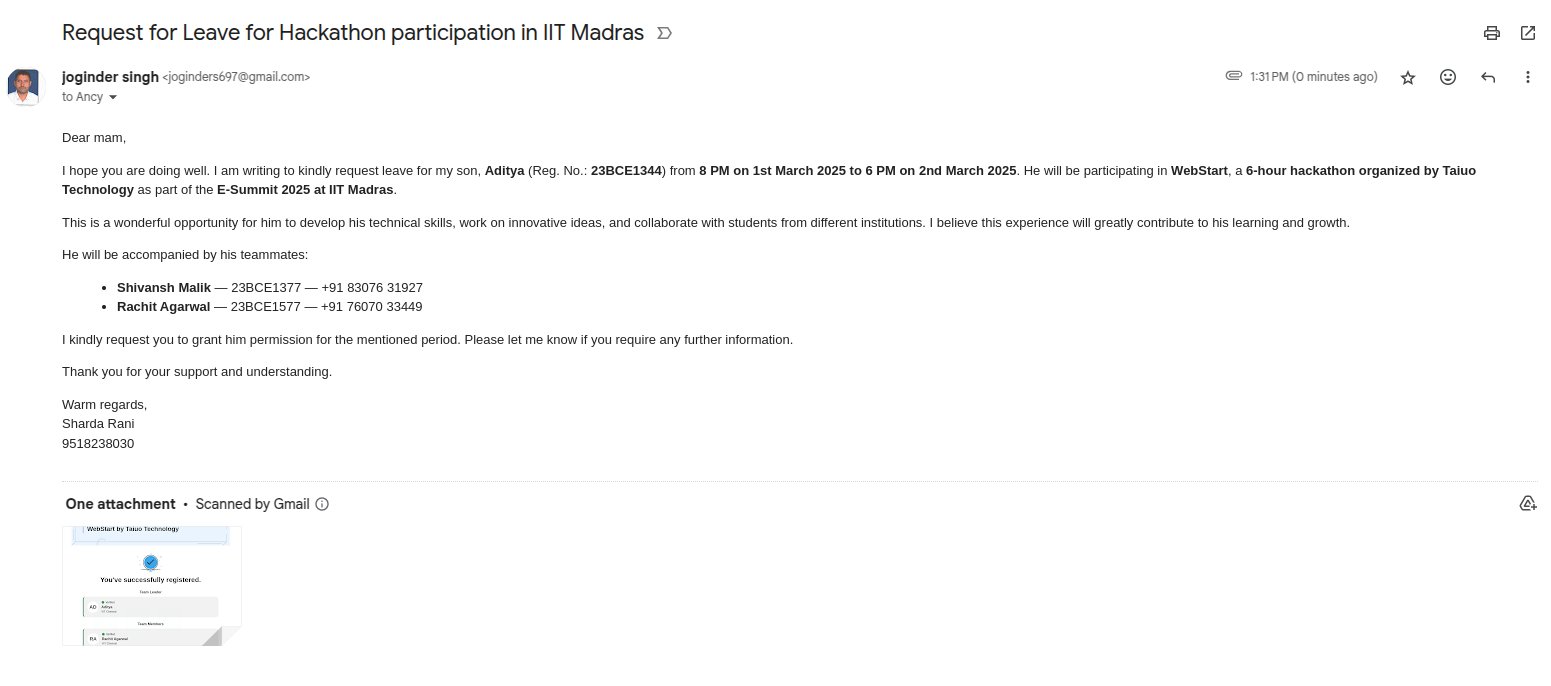 Request for Leave for Hackathon participation in IIT Madras
joginder singh <joginders697@gmail.com>
1:31 PM (0 minutes ago)
to Ancy
Dear mam,
I hope you are doing well. I am writing to kindly request leave for my son, Aditya (Reg. No.: 23BCE1344) from 8 PM on 1st March 2025 to 6 PM on 2nd March 2025. He will be participating in WebStart, a 6-hour hackathon organized by Taiuo
Technology as part of the E-Summit 2025 at IIT Madras.
This is a wonderful opportunity for him to develop his technical skills, work on innovative ideas, and collaborate with students from different institutions. I believe this experience will greatly contribute to his learning and growth.
He will be accompanied by his teammates:
• Shivansh Malik — 23BCE1377 — +91 83076 31927
• Rachit Agarwal — 23BCE1577 — +91 76070 33449
I kindly request you to grant him permission for the mentioned period. Please let me know if you require any further information.
Thank you for your support and understanding.
Warm regards,
Sharda Rani
9518238030
One attachment • Scanned by Gmail
WebStart by Taiuo Technology
You've successfully registered.
Team Leader
AD
Aditya
Team Members
RA
Rachit Agarwal